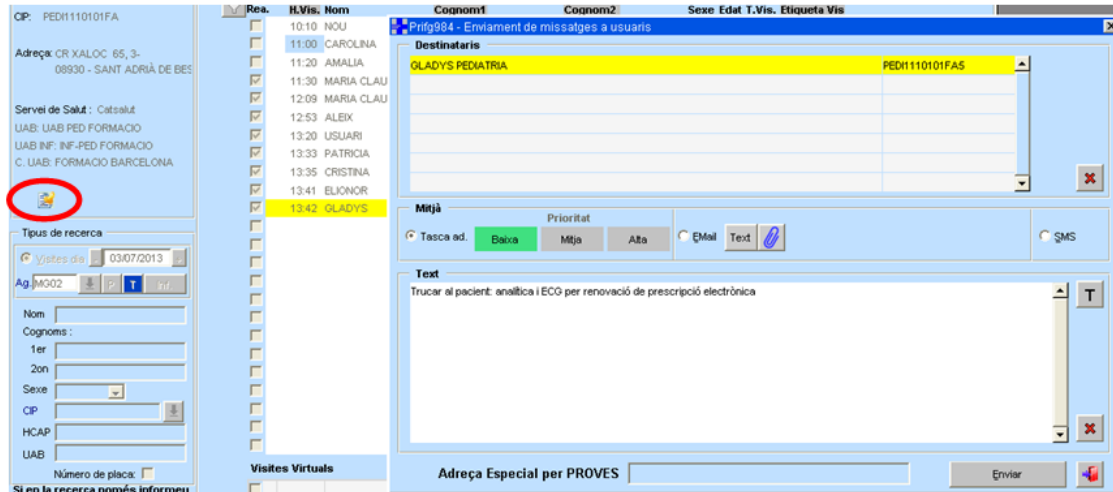 CIP: PEDI1110101FA
Adreça: CR XALOC 65, 3-
08930 - SANT ADRIÀ DE BES
Servei de Salut : Catsalut
UAB: UAB PED FORMACIO
UAB INF: INF-PED FORMACIO
C. UAB: FORMACIO BARCELONA
Tipus de recerca
Visites dia 03/07/2013
Ag. MG02 P T Inf.
Nom
Cognoms :
1er
2on
Sexe
CIP
HCAP
UAB
Número de placa:
Si en la recerca només informeu
Rea. H.Vis. Nom Cognom1 Cognom2 Sexe Edat T.Vis. Etiqueta Vis
10:10 NOU
11:00 CAROLINA
11:20 AMALIA
11:30 MARIA CLAU
12:09 MARIA CLAU
12:53 ALEIX
13:20 USUARI
13:33 PATRICIA
13:35 CRISTINA
13:41 ELIONOR
13:42 GLADYS
Visites Virtuals
Prifg984 - Enviament de missatges a usuaris
Destinataris
GLADYS PEDIATRIA PEDI1110101FA5
Mitjà
Prioritat
Tasca ad. Baixa Mitja Alta EMail Text SMS
Text
Trucar al pacient: analítica i ECG per renovació de prescripció electrònica
T
Adreça Especial per PROVES Enviar